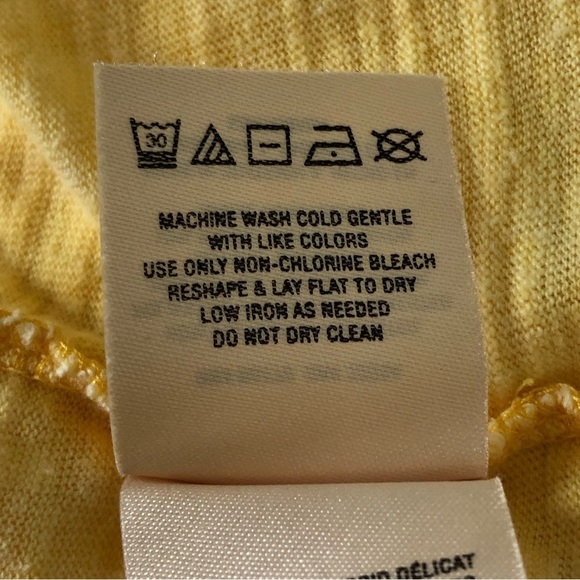 30
MACHINE WASH COLD GENTLE
WITH LIKE COLORS
USE ONLY NON-CHLORINE BLEACH
RESHAPE & LAY FLAT TO DRY
LOW IRON AS NEEDED
DO NOT DRY CLEAN
DÉLICAT